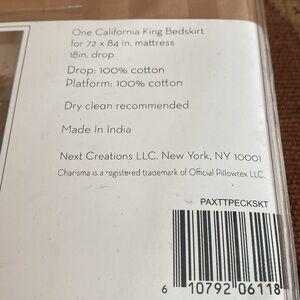 One California King Bedskirt
for 72 x 84 in. mattress
18in. drop
Drop: 100% cotton
Platform: 100% cotton
Dry clean recommended.
Made In India
Next Creations LLC. New York, NY 10001
Charisma is a registered trademark of Official Pillowtex LLC.
PAXTTPECKSKT
6 10792 06118